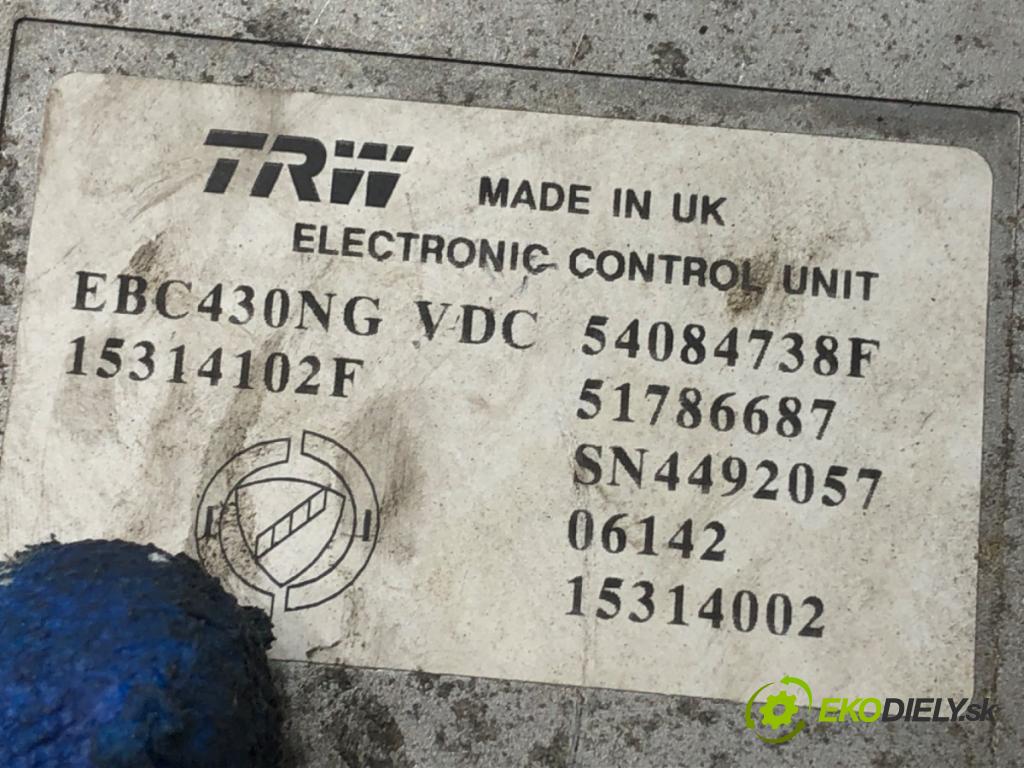 TRW MADE IN UK
ELECTRONIC CONTROL UNIT
EBC430NG VDC 54084738F
15314102F 51786687
SN4492057
06142
15314002
EKODIELY.sk